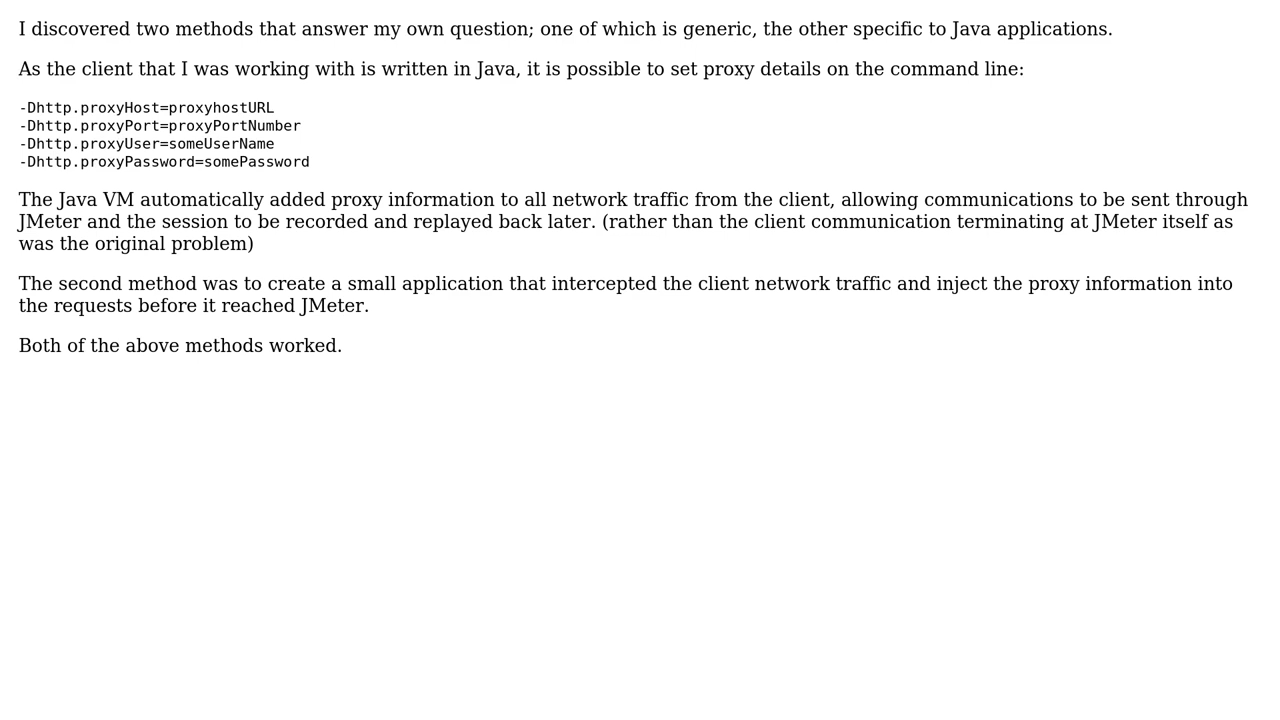 I discovered two methods that answer my own question; one of which is generic, the other specific to Java applications.
As the client that I was working with is written in Java, it is possible to set proxy details on the command line:
-Dhttp.proxyHost=proxyhostURL
-Dhttp.proxyPort=proxyPortNumber
-Dhttp.proxyUser=someUserName
-Dhttp.proxyPassword=somePassword
The Java VM automatically added proxy information to all network traffic from the client, allowing communications to be sent through
JMeter and the session to be recorded and replayed back later. (rather than the client communication terminating at JMeter itself as
was the original problem)
The second method was to create a small application that intercepted the client network traffic and inject the proxy information into
the requests before it reached JMeter.
Both of the above methods worked.